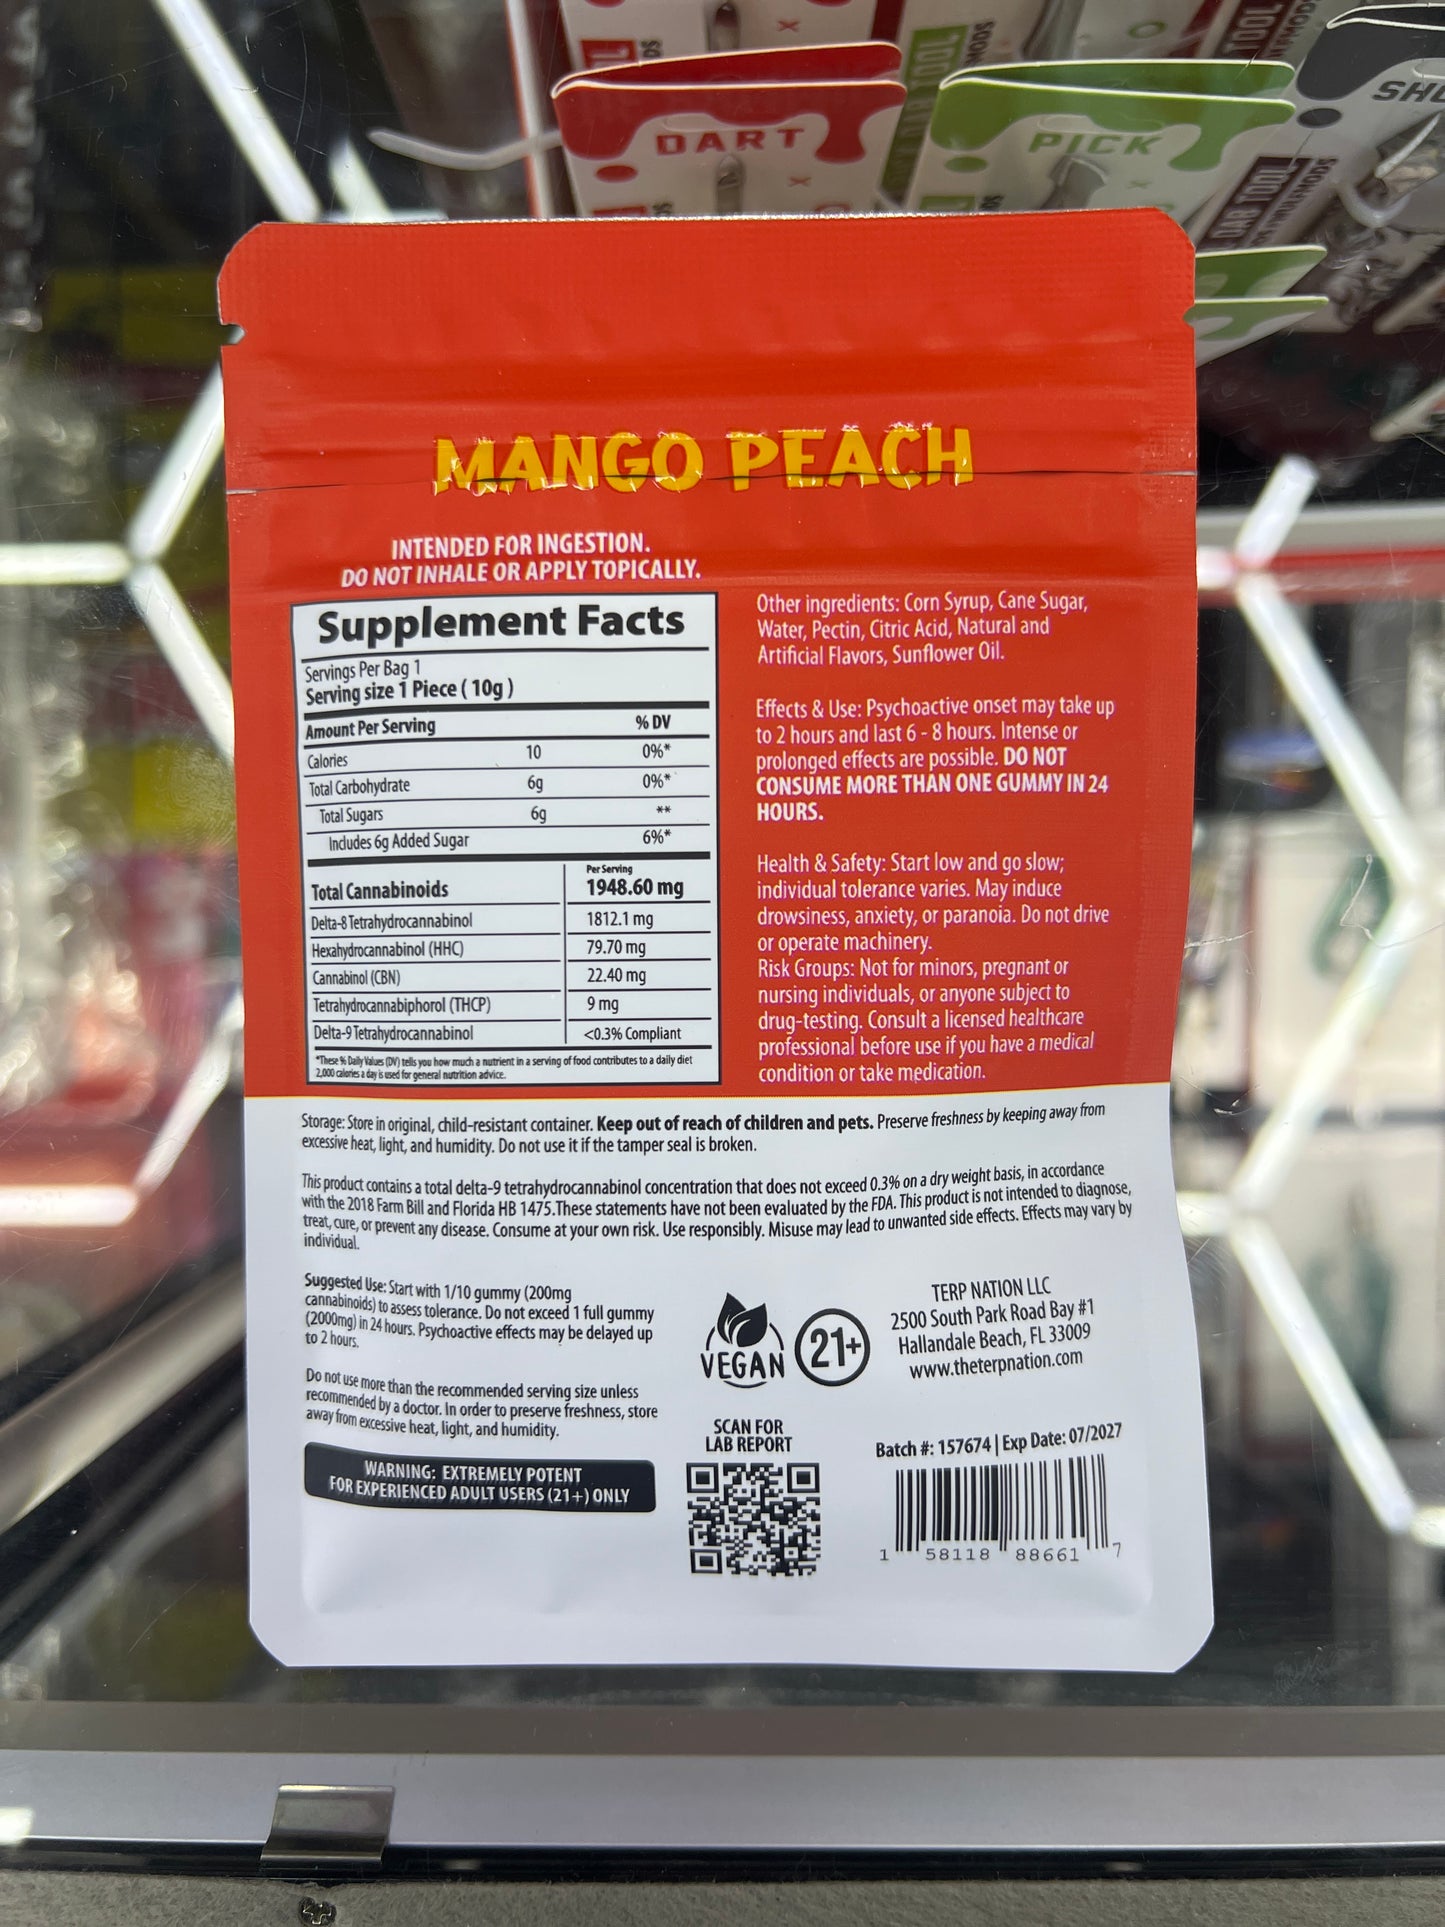 DART
PICK
DAB TOOL
MANGO PEACH
INTENDED FOR INGESTION.
DO NOT INHALE OR APPLY TOPICALLY.
Supplement Facts
Servings Per Bag 1
Serving size 1 Piece ( 10g )
Amount Per Serving % DV
Calories 10 0%*
Total Carbohydrate 6g 0%*
Total Sugars 6g **
Includes 6g Added Sugar 6%*
Per Serving
Total Cannabinoids 1948.60 mg
Delta-8 Tetrahydrocannabinol 1812.1 mg
Hexahydrocannabinol (HHC) 79.70 mg
Cannabinol (CBN) 22.40 mg
Tetrahydrocannabiphorol (THCP) 9 mg
Delta-9 Tetrahydrocannabinol <0.3% Compliant
*These % Daily Values (DV) tells you how much a nutrient in a serving of food contributes to a daily diet
2,000 calories a day is used for general nutrition advice.
Other ingredients: Corn Syrup, Cane Sugar,
Water, Pectin, Citric Acid, Natural and
Artificial Flavors, Sunflower Oil.
Effects & Use: Psychoactive onset may take up
to 2 hours and last 6 - 8 hours. Intense or
prolonged effects are possible. DO NOT
CONSUME MORE THAN ONE GUMMY IN 24
HOURS.
Health & Safety: Start low and go slow;
individual tolerance varies. May induce
drowsiness, anxiety, or paranoia. Do not drive
or operate machinery.
Risk Groups: Not for minors, pregnant or
nursing individuals, or anyone subject to
drug-testing. Consult a licensed healthcare
professional before use if you have a medical
condition or take medication.
Storage: Store in original, child-resistant container. Keep out of reach of children and pets. Preserve freshness by keeping away from
excessive heat, light, and humidity. Do not use it if the tamper seal is broken.
This product contains a total delta-9 tetrahydrocannabinol concentration that does not exceed 0.3% on a dry weight basis, in accordance
with the 2018 Farm Bill and Florida HB 1475.These statements have not been evaluated by the FDA. This product is not intended to diagnose,
treat, cure, or prevent any disease. Consume at your own risk. Use responsibly. Misuse may lead to unwanted side effects. Effects may vary by
individual.
Suggested Use: Start with 1/10 gummy (200mg
cannabinoids) to assess tolerance. Do not exceed 1 full gummy
(2000mg) in 24 hours. Psychoactive effects may be delayed up
to 2 hours.
Do not use more than the recommended serving size unless
recommended by a doctor. In order to preserve freshness, store
away from excessive heat, light, and humidity.
WARNING: EXTREMELY POTENT
FOR EXPERIENCED ADULT USERS (21+) ONLY
VEGAN
21+
TERP NATION LLC
2500 South Park Road Bay #1
Hallandale Beach, FL 33009
www.theterpnation.com
SCAN FOR
LAB REPORT
Batch #: 157674 | Exp Date: 07/2027
1 58118 88661 7